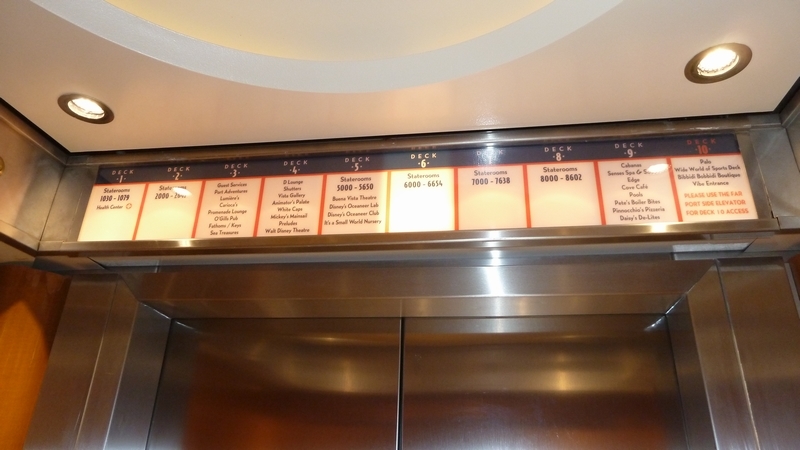 DECK
·1·
Staterooms
1030 - 1079
Health Center
DECK
·2·
Staterooms
DECK
·3·
Guest Services
Port Adventures
Lumière's
Carioca's
Promenade Lounge
O'Gills Pub
Fathoms / Keys
Sea Treasures
DECK
·4·
D Lounge
Shutters
Vista Gallery
Animator's Palate
White Caps
Mickey's Mainsail
Preludes
Walt Disney Theatre
DECK
·5·
Staterooms
5000 - 5650
Buena Vista Theatre
Disney's Oceaneer Lab
Disney's Oceaneer Club
It's a Small World Nursery
DECK
·6·
Staterooms
6000 - 6654
Staterooms
7000 - 7638
DECK
·8·
Staterooms
8000 - 8602
DECK
·9·
Cabanas
Senses Spa &
Edge
Cove Café
Pools
Pete's Boiler Bites
Pinnocchio's Pizzeria
Daisy's De-Lites
DECK
·10·
Palo
Wide World of Sports Deck
Bibbidi Bobbidi Boutique
Vibe Entrance
PLEASE USE THE FAR
PORT SIDE ELEVATOR
FOR DECK 10 ACCESS